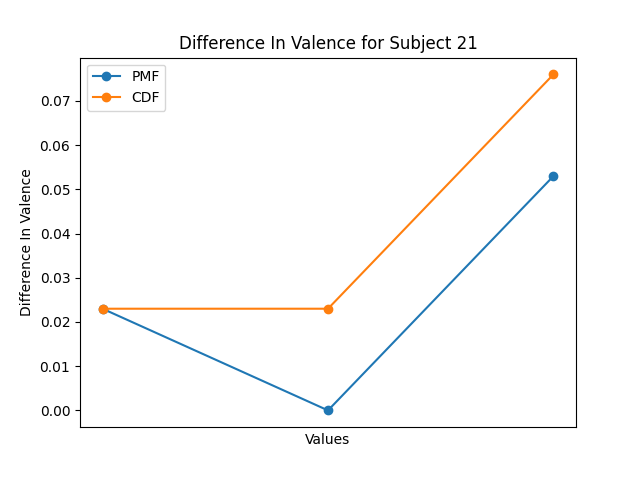 Difference In Valence for Subject 21
PMF
CDF
0.07
0.06
0.05
0.04
0.03
0.02
0.01
0.00
Difference In Valence
Values